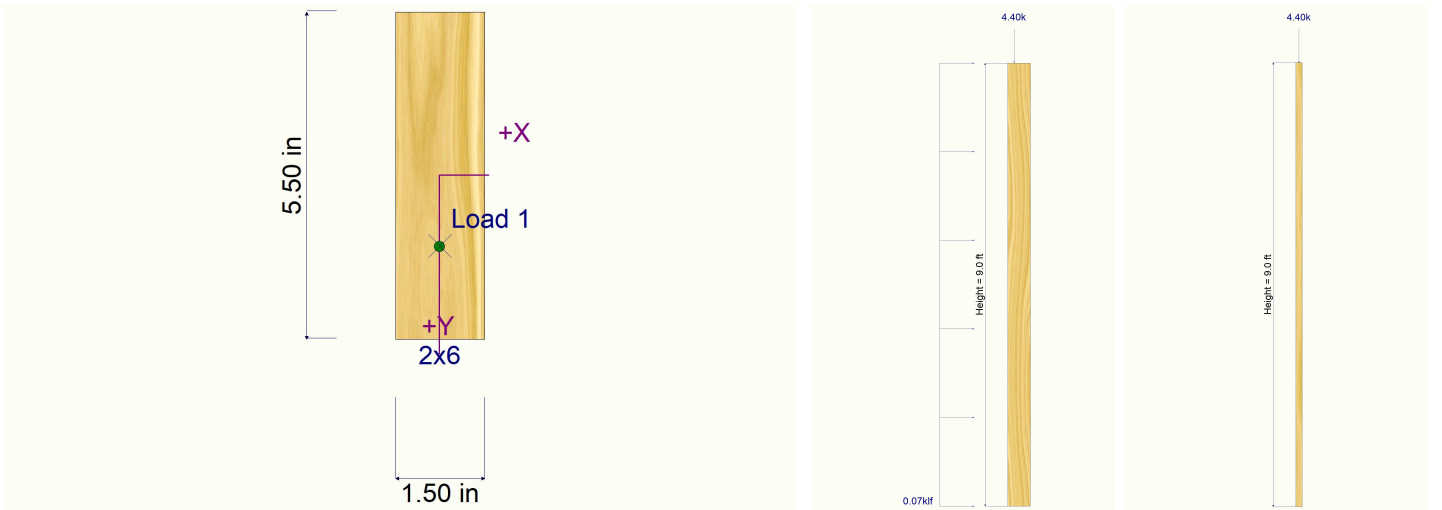 5.50 in
+X
Load 1
+Y
2x6
1.50 in
4.40k
Height = 9.0 ft
0.07klf
4.40k
Height = 9.0 ft